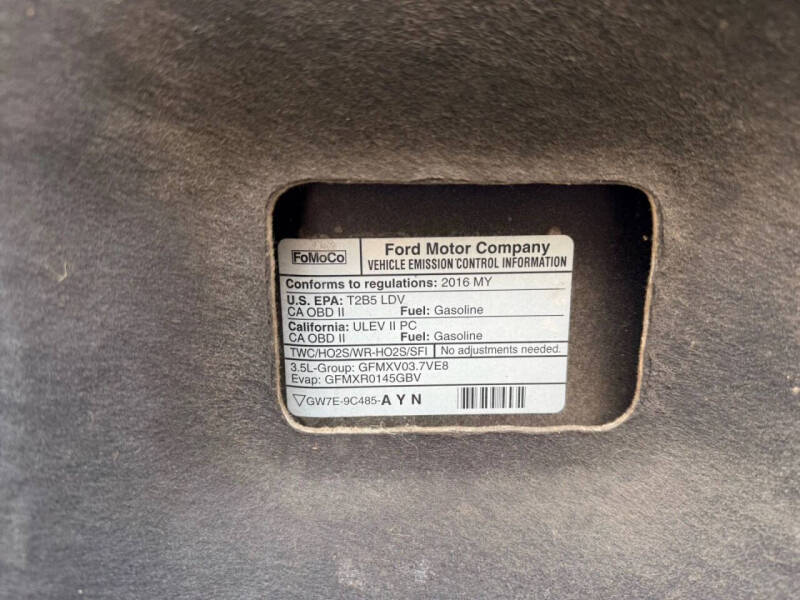 FoMoCo
Ford Motor Company
VEHICLE EMISSION CONTROL INFORMATION
Conforms to regulations: 2016 MY
U.S. EPA: T2B5 LDV
CA OBD II Fuel: Gasoline
California: ULEV II PC
CA OBD II Fuel: Gasoline
TWC/HO2S/WR-HO2S/SFI No adjustments needed.
3.5L-Group: GFMXV03.7VE8
Evap: GFMXR0145GBV
▽GW7E-9C485-A Y N